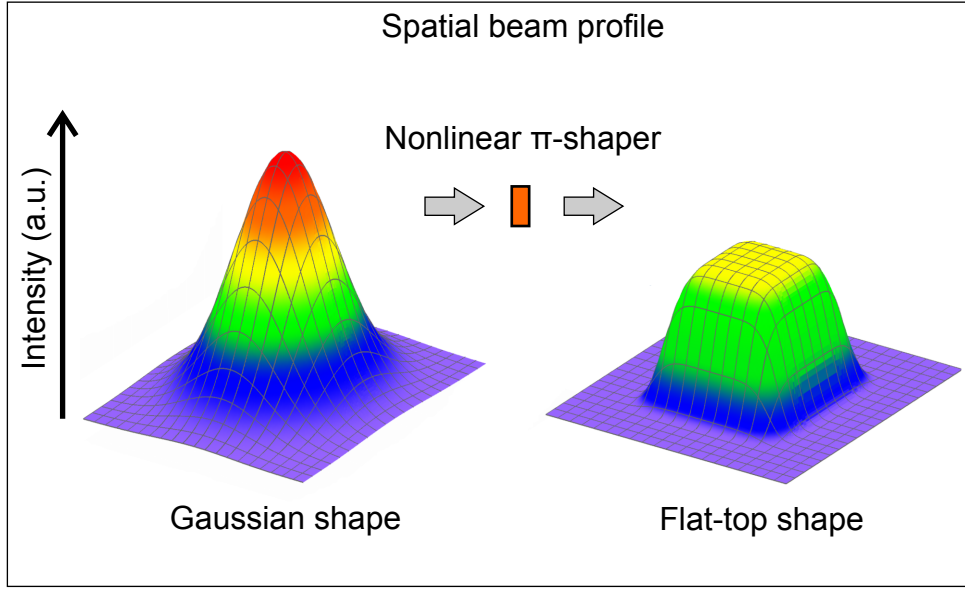 Spatial beam profile
Nonlinear π-shaper
Intensity (a.u.)
Gaussian shape
Flat-top shape